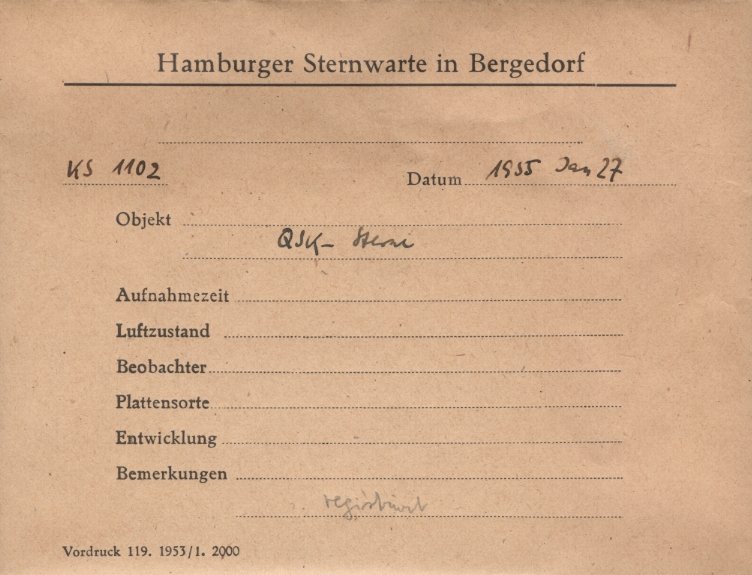 Hamburger Sternwarte in Bergedorf
KS 1102
Datum 1955 Jan 27
Objekt
QSK- Sterne
Aufnahmezeit
Luftzustand
Beobachter
Plattensorte
Entwicklung
Bemerkungen
registriert
Vordruck 119. 1953/1. 2000